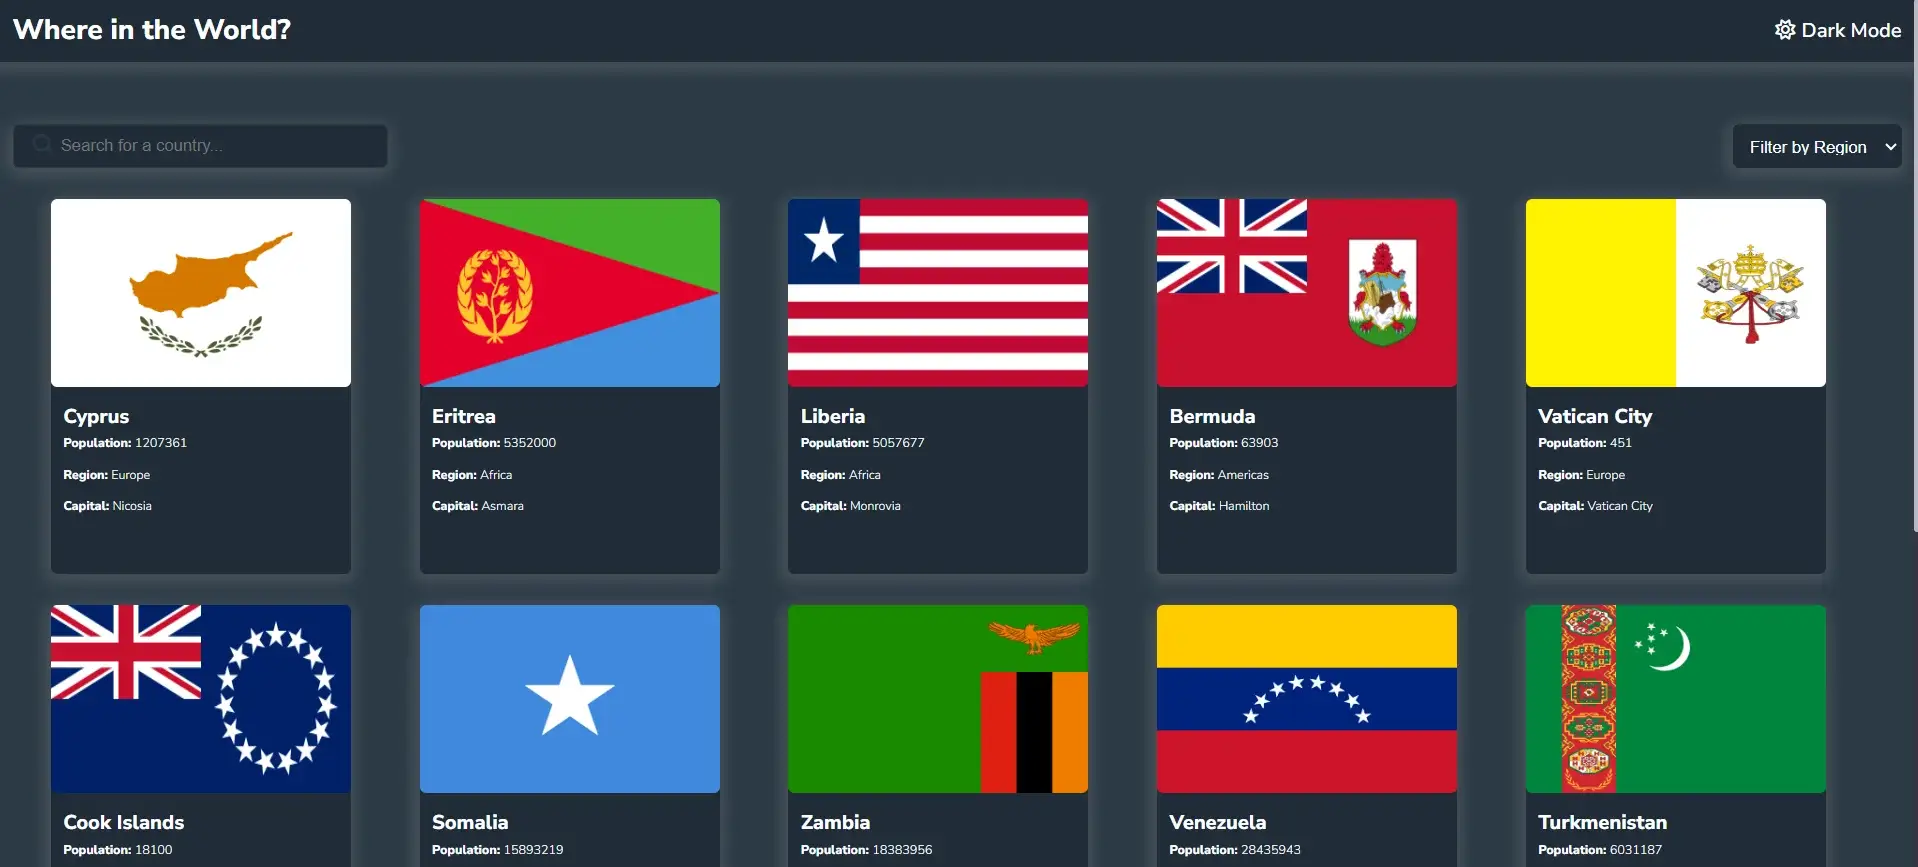 Where in the World?
Dark Mode
Search for a country...
Filter by Region
Cyprus
Population: 1207361
Region: Europe
Capital: Nicosia
Eritrea
Population: 5352000
Region: Africa
Capital: Asmara
Liberia
Population: 5057677
Region: Africa
Capital: Monrovia
Bermuda
Population: 63903
Region: Americas
Capital: Hamilton
Vatican City
Population: 451
Region: Europe
Capital: Vatican City
Cook Islands
Population: 18100
Somalia
Population: 15893219
Zambia
Population: 18383956
Venezuela
Population: 28435943
Turkmenistan
Population: 6031187